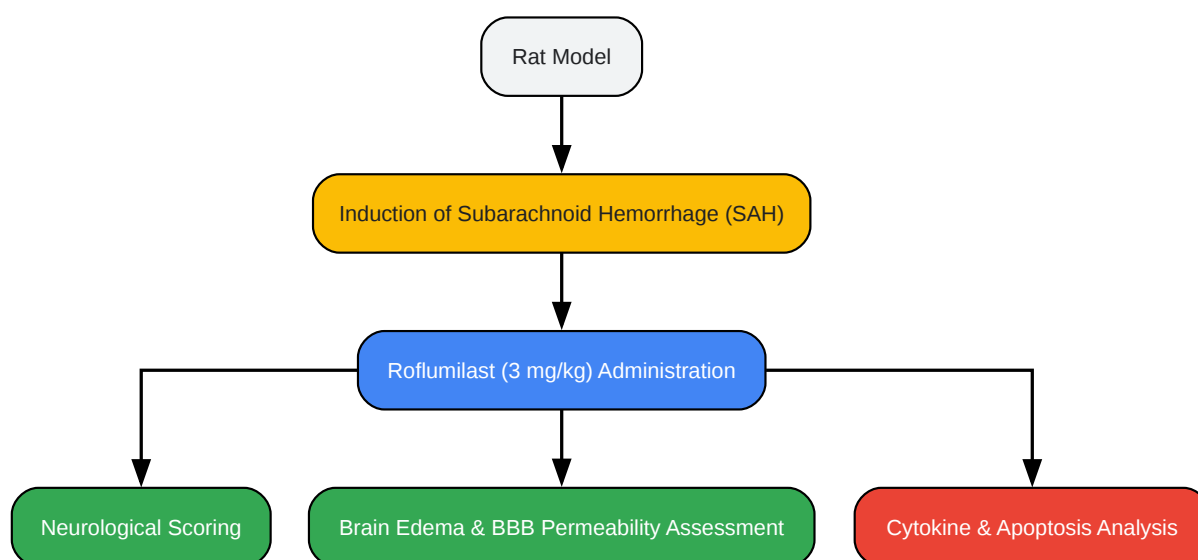 Rat Model
Induction of Subarachnoid Hemorrhage (SAH)
Roflumilast (3 mg/kg) Administration
Neurological Scoring
Brain Edema & BBB Permeability Assessment
Cytokine & Apoptosis Analysis